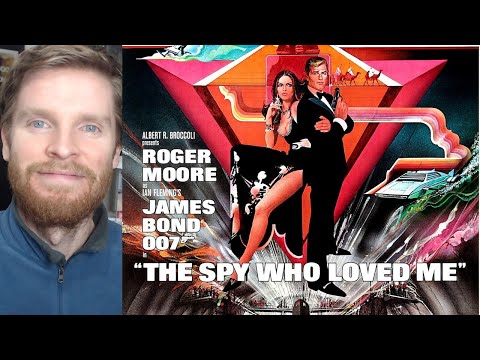 ALBERT R. BROCCOLI
presents
ROGER
MOORE
as
IAN FLEMING'S
JAMES
BOND
007
in
"THE SPY WHO LOVED ME"